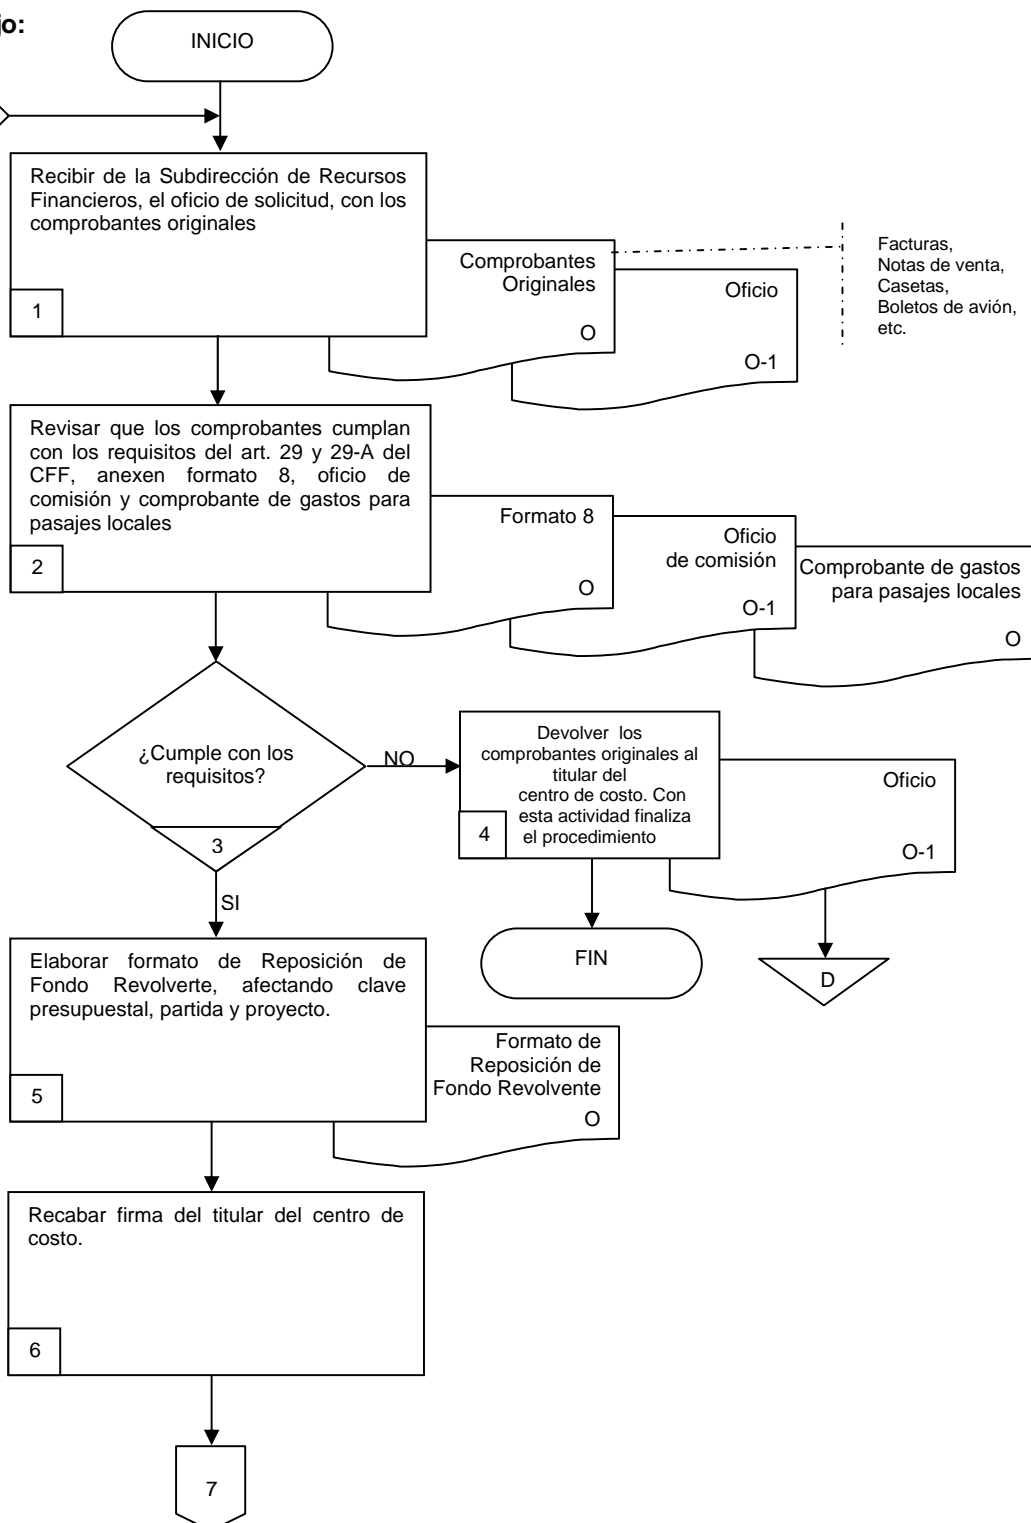 jo:
INICIO
Recibir de la Subdirección de Recursos
Financieros, el oficio de solicitud, con los
comprobantes originales
1
Comprobantes
Originales
O
Oficio
O-1
Facturas,
Notas de venta,
Casetas,
Boletos de avión,
etc.
Revisar que los comprobantes cumplan
con los requisitos del art. 29 y 29-A del
CFF, anexen formato 8, oficio de
comisión y comprobante de gastos para
pasajes locales
2
Formato 8
O
Oficio
de comisión
O-1
Comprobante de gastos
para pasajes locales
O
¿Cumple con los
requisitos?
3
NO
SI
Devolver los
comprobantes originales al
titular del
centro de costo. Con
esta actividad finaliza
el procedimiento
4
Oficio
O-1
FIN
D
Elaborar formato de Reposición de
Fondo Revolverte, afectando clave
presupuestal, partida y proyecto.
5
Formato de
Reposición de
Fondo Revolvente
O
Recabar firma del titular del centro de
costo.
6
7